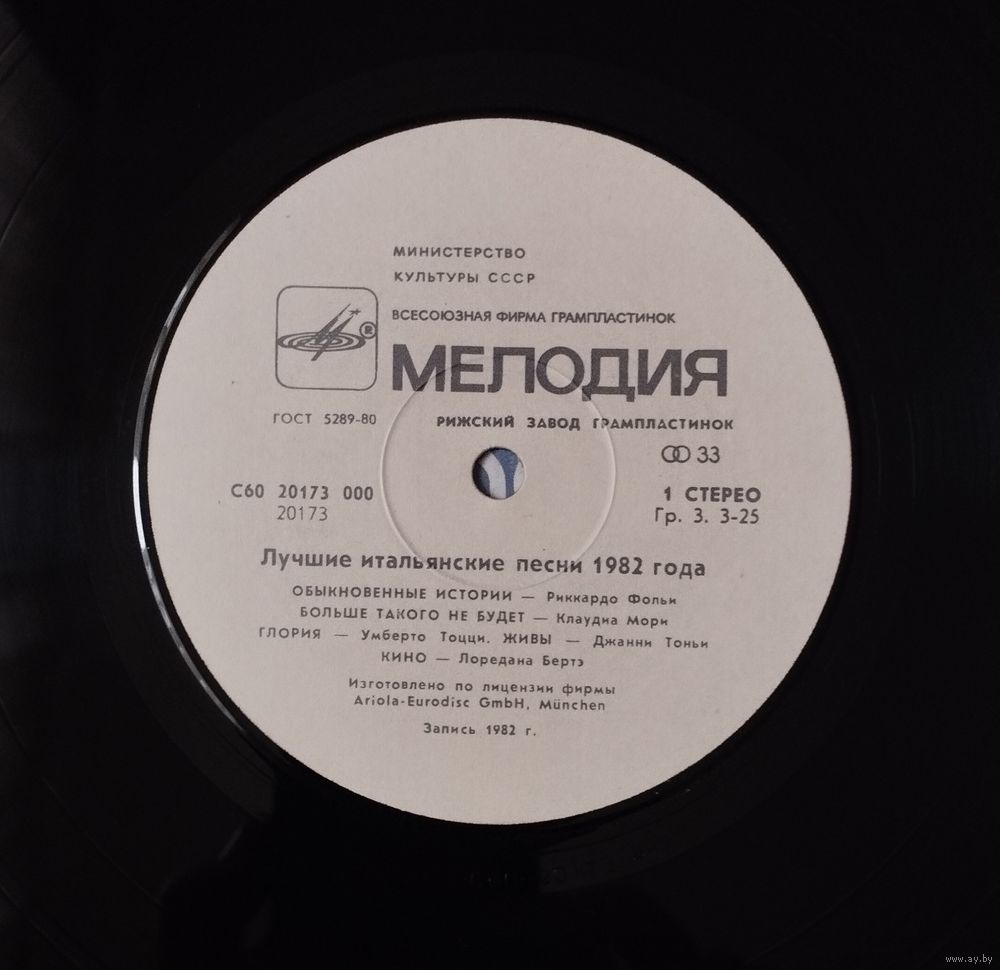 МИНИСТЕРСТВО
КУЛЬТУРЫ СССР
ВСЕСОЮЗНАЯ ФИРМА ГРАМПЛАСТИНОК
®
МЕЛОДИЯ
ГОСТ 5289-80
РИЖСКИЙ ЗАВОД ГРАМПЛАСТИНОК
33
С60 20173 000
1 СТЕРЕО
20173
Гр. 3. 3-25
Лучшие итальянские песни 1982 года
ОБЫКНОВЕННЫЕ ИСТОРИИ — Риккардо Фольи
БОЛЬШЕ ТАКОГО НЕ БУДЕТ — Клаудиа Мори
ГЛОРИЯ — Умберто Тоцци. ЖИВЫ — Джанни Тоньи
КИНО — Лоредана Бертэ
Изготовлено по лицензии фирмы
Ariola-Eurodisc GmbH, München
Запись 1982 г.
www.ay.by